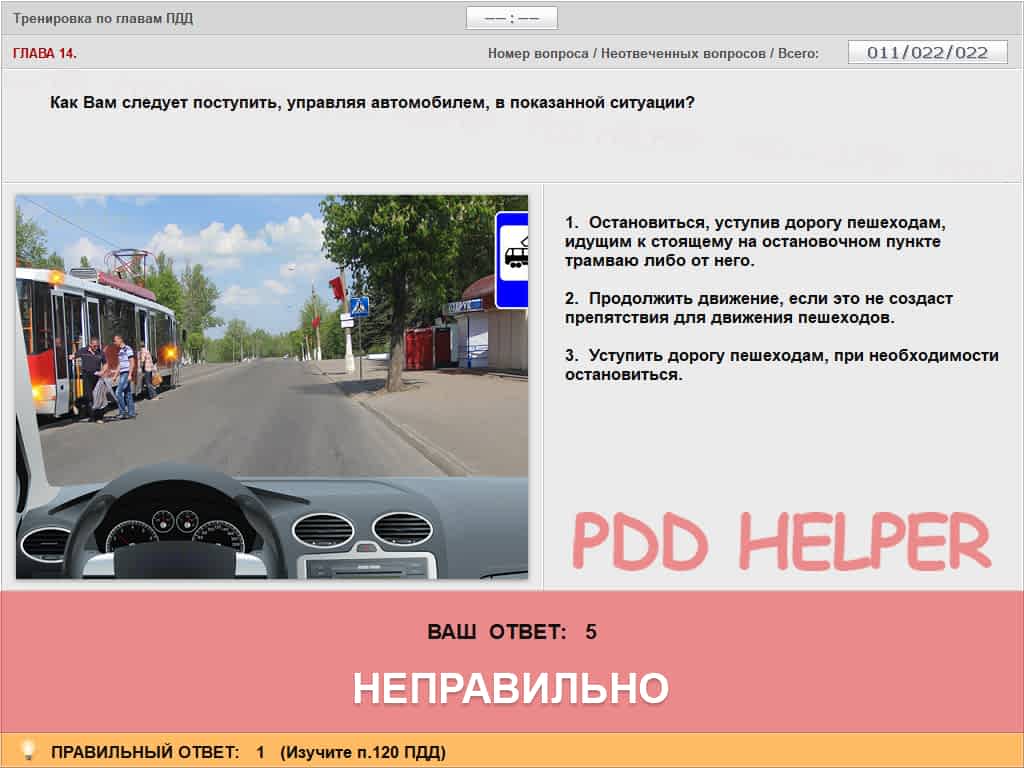 Тренировка по главам ПДД
—— : ——
ГЛАВА 14.
Номер вопроса / Неотвеченных вопросов / Всего:
011/022/022
Как Вам следует поступить, управляя автомобилем, в показанной ситуации?
1. Остановиться, уступив дорогу пешеходам,
идущим к стоящему на остановочном пункте
трамваю либо от него.
2. Продолжить движение, если это не создаст
препятствия для движения пешеходов.
3. Уступить дорогу пешеходам, при необходимости
остановиться.
PDD HELPER
ВАШ ОТВЕТ: 5
НЕПРАВИЛЬНО
ПРАВИЛЬНЫЙ ОТВЕТ: 1 (Изучите п.120 ПДД)